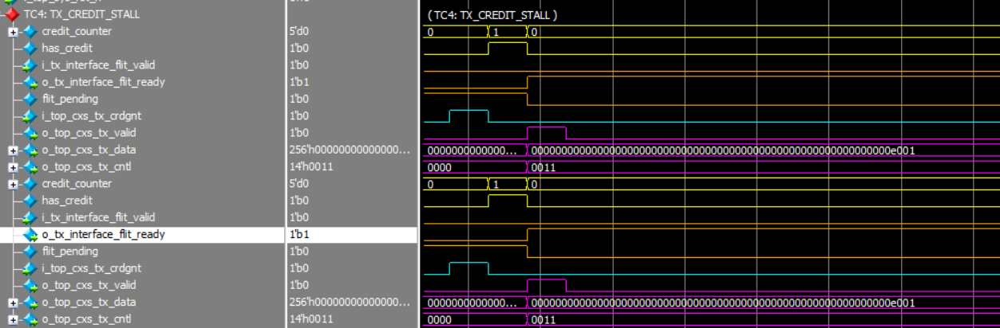 TC4: TX_CREDIT_STALL (TC4: TX_CREDIT_STALL )
credit_counter 5'd0 0 1 0
has_credit 1'b0
i_tx_interface_flit_valid 1'b0
o_tx_interface_flit_ready 1'b1
flit_pending 1'b0
i_top_cxs_tx_crdgnt 1'b0
o_top_cxs_tx_valid 1'b0
o_top_cxs_tx_data 256'h00000000000000... 0000000000000... 000000000000000000000000000000000000000000000000000000000000e001
o_top_cxs_tx_cntl 14'h0011 0000 0011
credit_counter 5'd0 0 1 0
has_credit 1'b0
i_tx_interface_flit_valid 1'b0
o_tx_interface_flit_ready 1'b1
flit_pending 1'b0
i_top_cxs_tx_crdgnt 1'b0
o_top_cxs_tx_valid 1'b0
o_top_cxs_tx_data 256'h00000000000000... 0000000000000... 000000000000000000000000000000000000000000000000000000000000e001
o_top_cxs_tx_cntl 14'h0011 0000 0011